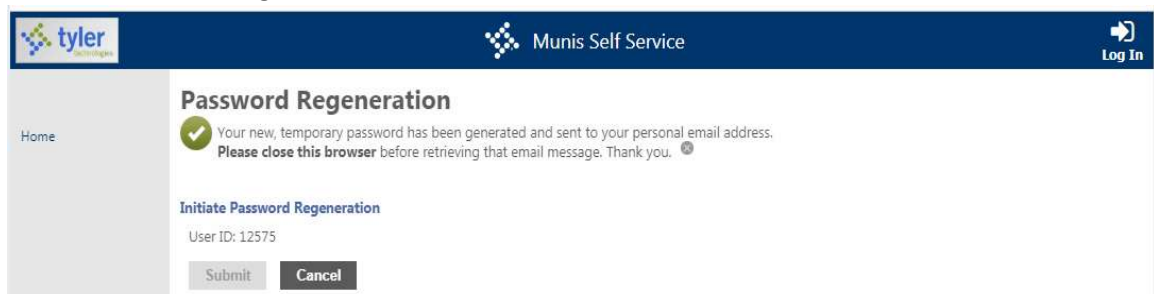 tyler
technologies
Munis Self Service
Log In
Home
Password Regeneration
Your new, temporary password has been generated and sent to your personal email address.
Please close this browser before retrieving that email message. Thank you.
Initiate Password Regeneration
User ID: 12575
Submit
Cancel